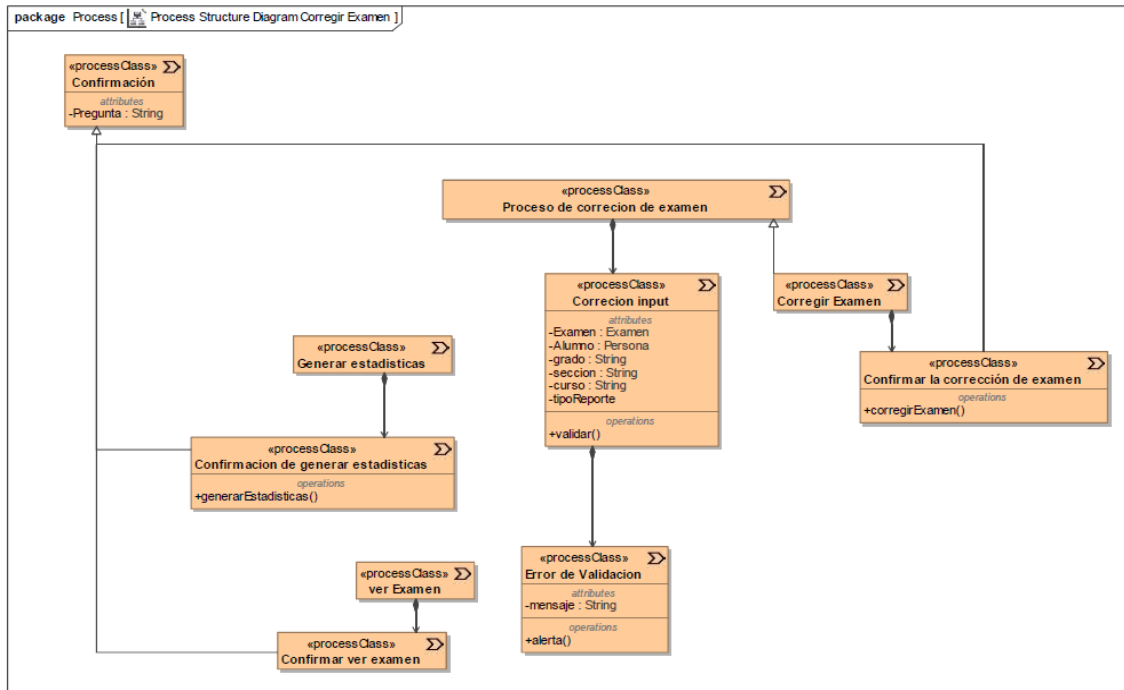 package Process [ Process Structure Diagram Corregir Examen ]
«processClass»
Confirmación
attributes
-Pregunta : String
«processClass»
Proceso de correcion de examen
«processClass»
Correcion input
attributes
-Examen : Examen
-Alumno : Persona
-grado : String
-seccion : String
-curso : String
-tipoReporte
operations
+validar()
«processClass»
Corregir Examen
«processClass»
Generar estadisticas
«processClass»
Confirmar la corrección de examen
operations
+corregirExamen()
«processClass»
Confirmacion de generar estadisticas
operations
+generarEstadisticas()
«processClass»
Error de Validacion
attributes
-mensaje : String
operations
+alerta()
«processClass»
ver Examen
«processClass»
Confirmar ver examen